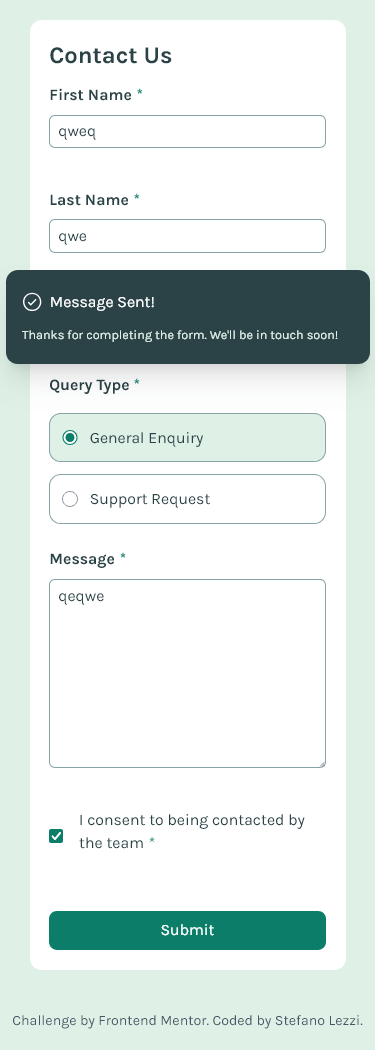 Contact Us
First Name *
qweq
Last Name *
qwe
Message Sent!
Thanks for completing the form. We'll be in touch soon!
Query Type *
General Enquiry
Support Request
Message *
qeqwe
I consent to being contacted by
the team *
Submit
Challenge by Frontend Mentor. Coded by Stefano Lezzi.